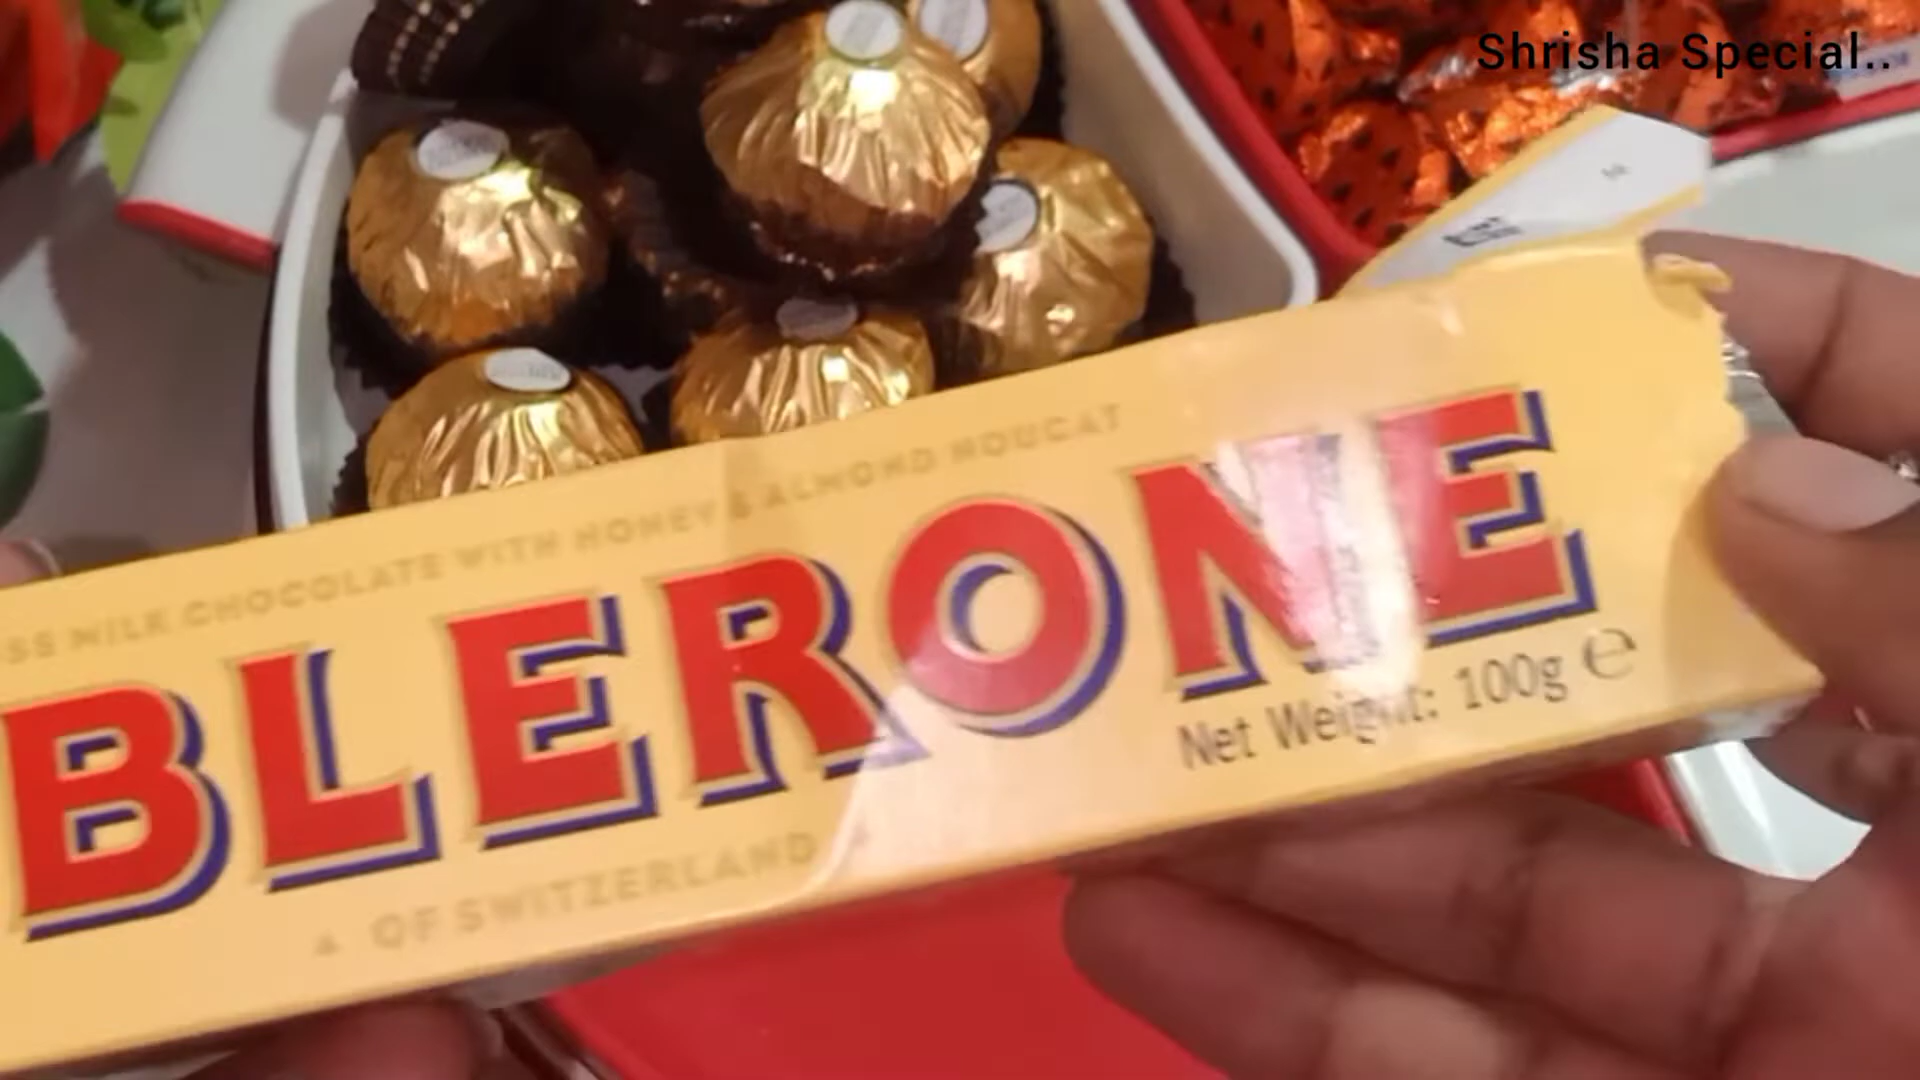 Shrisha Special..
SS MILK CHOCOLATE WITH HONEY & ALMOND NOUGAT
BLERONE
Net Weight: 100g ℮
OF SWITZERLAND